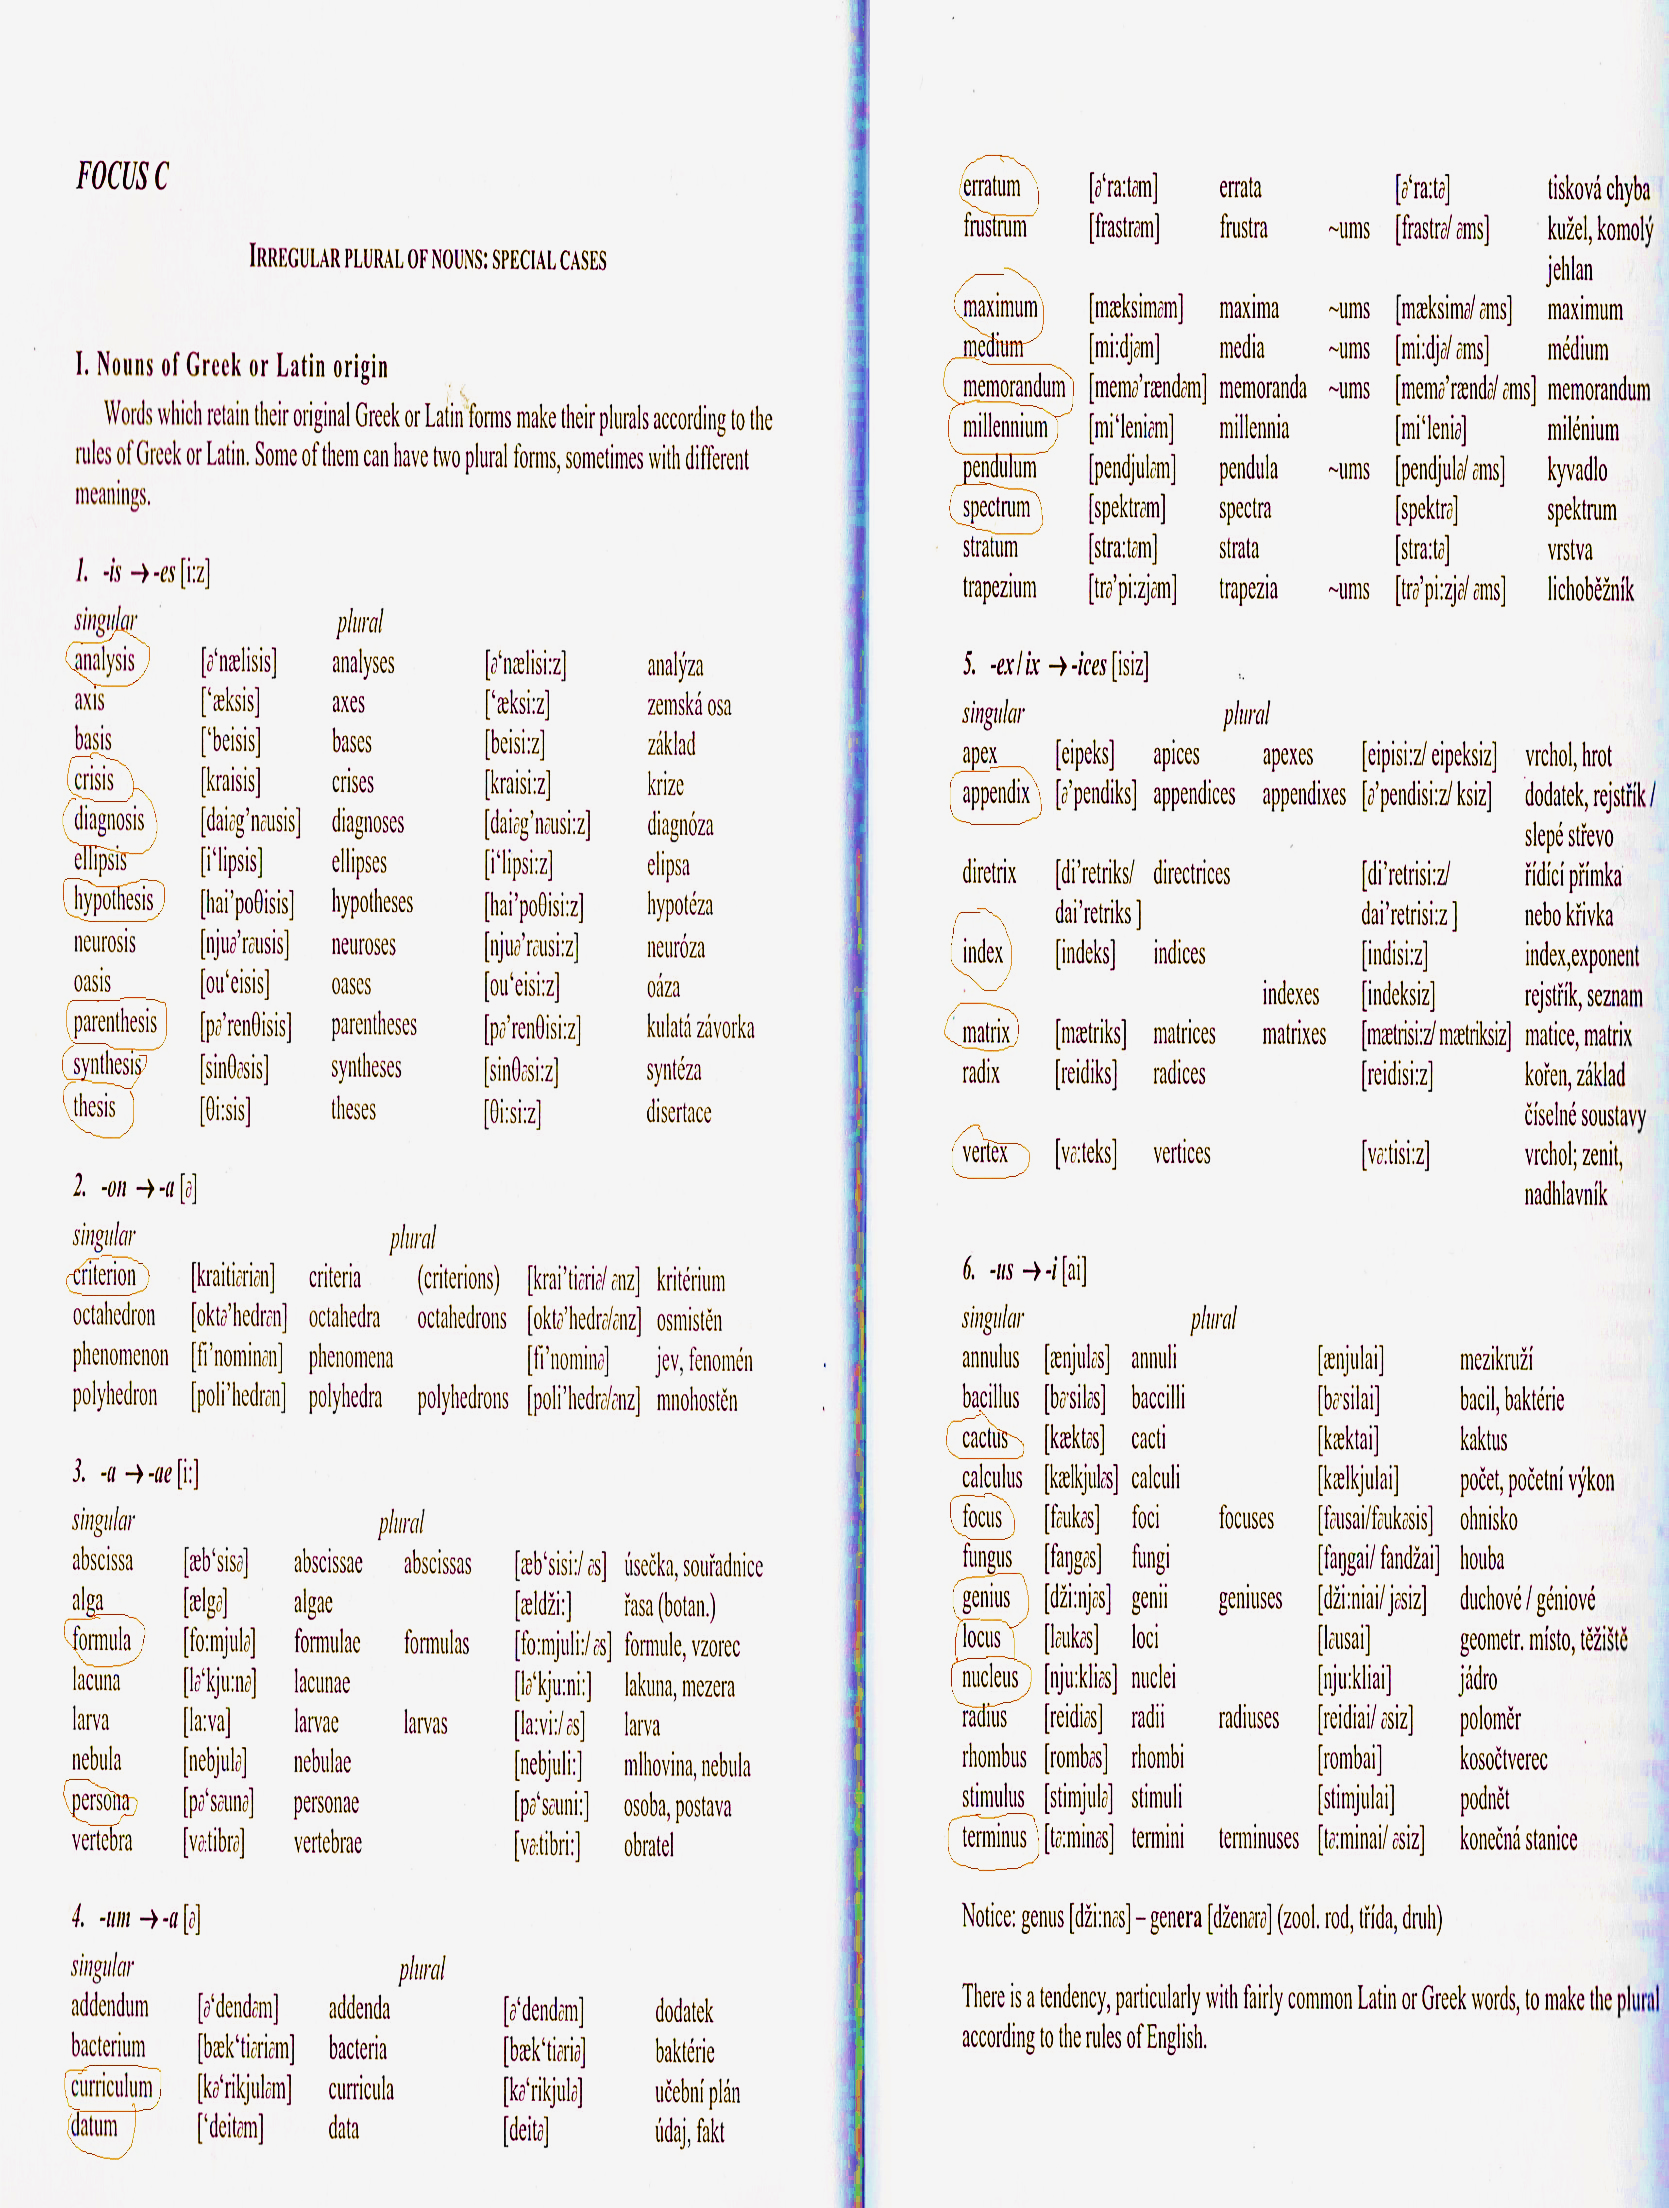 FOCUS C
IRREGULAR PLURAL OF NOUNS: SPECIAL CASES
I. Nouns of Greek or Latin origin
Words which retain their original Greek or Latin forms make their plurals according to the
rules of Greek or Latin. Some of them can have two plural forms, sometimes with different
meanings.
1. -is → -es [i:z]
singular plural
analysis [ə‘nælisis] analyses [ə‘nælisi:z] analýza
axis [‘æksis] axes [‘æksi:z] zemská osa
basis [‘beisis] bases [beisi:z] základ
crisis [kraisis] crises [kraisi:z] krize
diagnosis [daiəg’nəusis] diagnoses [daiəg’nəusi:z] diagnóza
ellipsis [i‘lipsis] ellipses [i‘lipsi:z] elipsa
hypothesis [hai’poθisis] hypotheses [hai’poθisi:z] hypotéza
neurosis [njuə’rəusis] neuroses [njuə’rəusi:z] neuróza
oasis [ou‘eisis] oases [ou‘eisi:z] oáza
parenthesis [pə’renθisis] parentheses [pə’renθisi:z] kulatá závorka
synthesis [sinθəsis] syntheses [sinθəsi:z] syntéza
thesis [θi:sis] theses [θi:si:z] disertace
2. -on → -a [ə]
singular plural
criterion [kraitiəriən] criteria (criterions) [krai’tiəriə/ ənz] kritérium
octahedron [oktə’hedrən] octahedra octahedrons [oktə’hedrə/ənz] osmistěn
phenomenon [fi’nominən] phenomena [fi’nominə] jev, fenomén
polyhedron [poli’hedrən] polyhedra polyhedrons [poli’hedrə/ənz] mnohostěn
3. -a → -ae [i:]
singular plural
abscissa [æb‘sisə] abscissae abscissas [æb‘sisi:/ əs] úsečka, souřadnice
alga [ælgə] algae [ældži:] řasa (botan.)
formula [fo:mjulə] formulae formulas [fo:mjuli:/ əs] formule, vzorec
lacuna [lə‘kju:nə] lacunae [lə‘kju:ni:] lakuna, mezera
larva [la:va] larvae larvas [la:vi:/ əs] larva
nebula [nebjulə] nebulae [nebjuli:] mlhovina, nebula
persona [pə‘səunə] personae [pə‘səuni:] osoba, postava
vertebra [və:tibrə] vertebrae [və:tibri:] obratel
4. -um → -a [ə]
singular plural
addendum [ə‘dendəm] addenda [ə‘dendəm] dodatek
bacterium [bæk‘tiəriəm] bacteria [bæk‘tiəriə] baktérie
curriculum [kə‘rikjuləm] curricula [kə‘rikjulə] učební plán
datum [‘deitəm] data [deitə] údaj, fakt
erratum [ə‘ra:təm] errata [ə‘ra:tə] tisková chyba
frustrum [frastrəm] frustra ~ums [frastrə/ əms] kužel, komolý
jehlan
maximum [mæksiməm] maxima ~ums [mæksimə/ əms] maximum
medium [mi:djəm] media ~ums [mi:djə/ əms] médium
memorandum [memə’rændəm] memoranda ~ums [memə’rændə/ əms] memorandum
millennium [mi‘leniəm] millennia [mi‘leniə] milénium
pendulum [pendjuləm] pendula ~ums [pendjulə/ əms] kyvadlo
spectrum [spektrəm] spectra [spektrə] spektrum
stratum [stra:təm] strata [stra:tə] vrstva
trapezium [trə’pi:zjəm] trapezia ~ums [trə’pi:zjə/ əms] lichoběžník
5. -ex/ix → -ices [isiz]
singular plural
apex [eipeks] apices apexes [eipisi:z/ eipeksiz] vrchol, hrot
appendix [ə’pendiks] appendices appendixes [ə’pendisi:z/ ksiz] dodatek, rejstřík /
slepé střevo
diretrix [di’retriks/ directrices [di’retrisi:z/ řídící přímka
dai’retriks ] dai’retrisi:z ] nebo křivka
index [indeks] indices [indisi:z] index,exponent
indexes [indeksiz] rejstřík, seznam
matrix [mætriks] matrices matrixes [mætrisi:z/ mætriksiz] matice, matrix
radix [reidiks] radices [reidisi:z] kořen, základ
číselné soustavy
vertex [və:teks] vertices [və:tisi:z] vrchol; zenit,
nadhlavník
6. -us → -i [ai]
singular plural
annulus [ænjuləs] annuli [ænjulai] mezikruží
bacillus [bə‘siləs] baccilli [bə‘silai] bacil, baktérie
cactus [kæktəs] cacti [kæktai] kaktus
calculus [kælkjuləs] calculi [kælkjulai] počet, početní výkon
focus [fəukəs] foci focuses [fəusai/fəukəsis] ohnisko
fungus [faŋgəs] fungi [faŋgai/ fandžai] houba
genius [dži:njəs] genii geniuses [dži:niai/ jəsiz] duchové / géniové
locus [ləukəs] loci [ləusai] geometr. místo, těžiště
nucleus [nju:kliəs] nuclei [nju:kliai] jádro
radius [reidiəs] radii radiuses [reidiai/ əsiz] poloměr
rhombus [rombəs] rhombi [rombai] kosočtverec
stimulus [stimjulə] stimuli [stimjulai] podnět
terminus [tə:minəs] termini terminuses [tə:minai/ əsiz] konečná stanice
Notice: genus [dži:nəs] – genera [dženərə] (zool. rod, třída, druh)
There is a tendency, particularly with fairly common Latin or Greek words, to make the plural
according to the rules of English.